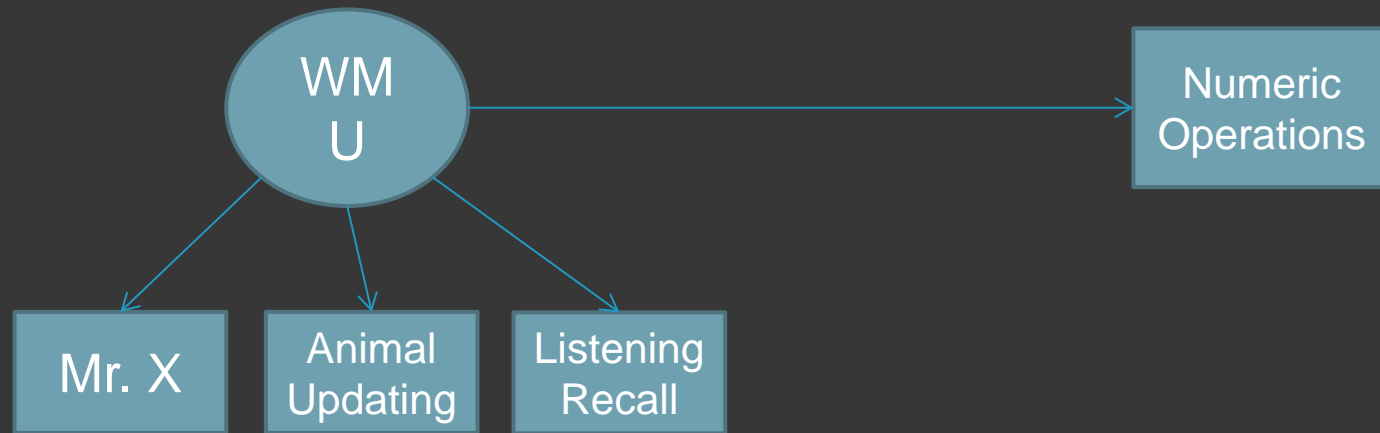 WM
U
Numeric
Operations
Mr. X
Animal
Updating
Listening
Recall